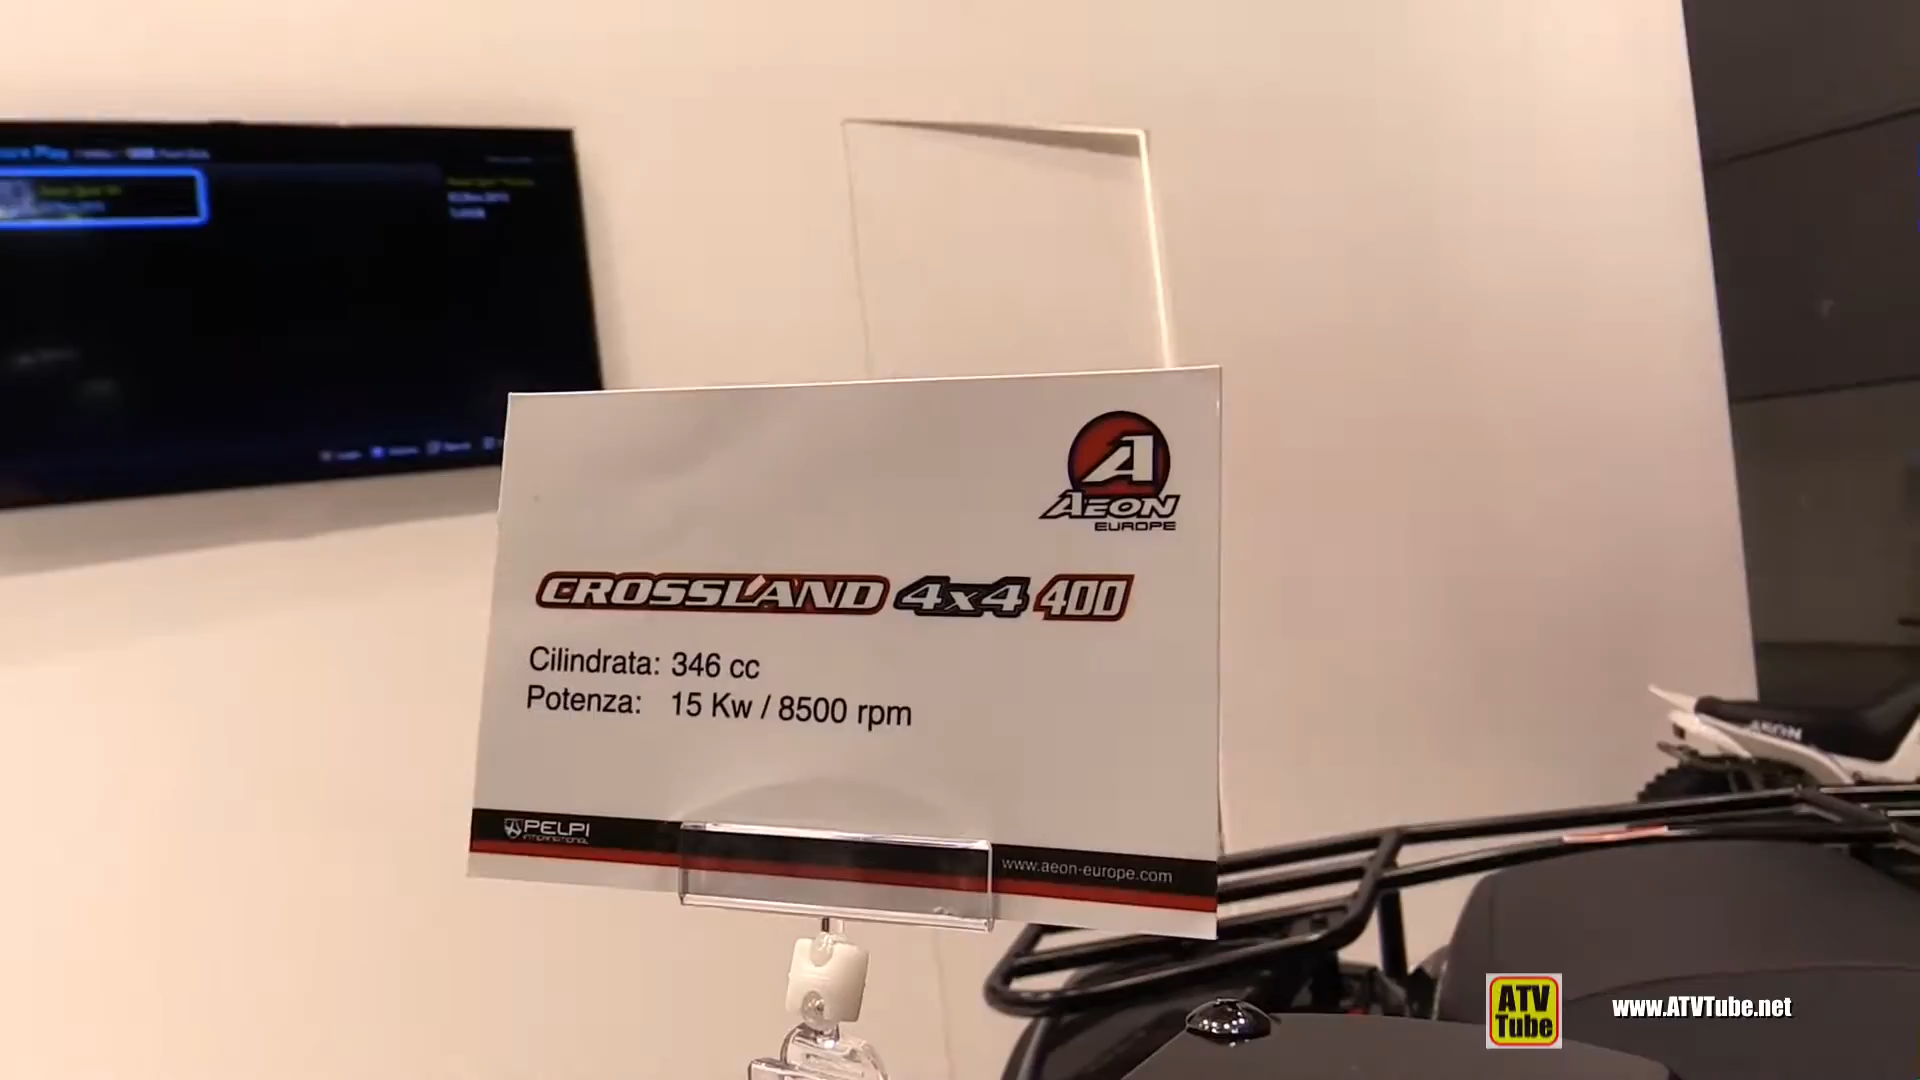 A
AEON
EUROPE
CROSSLAND 4x4 400
Cilindrata: 346 cc
Potenza: 15 Kw / 8500 rpm
PELPI
INTERNATIONAL
www.aeon-europe.com
AEON
ATV
Tube
www.ATVTube.net